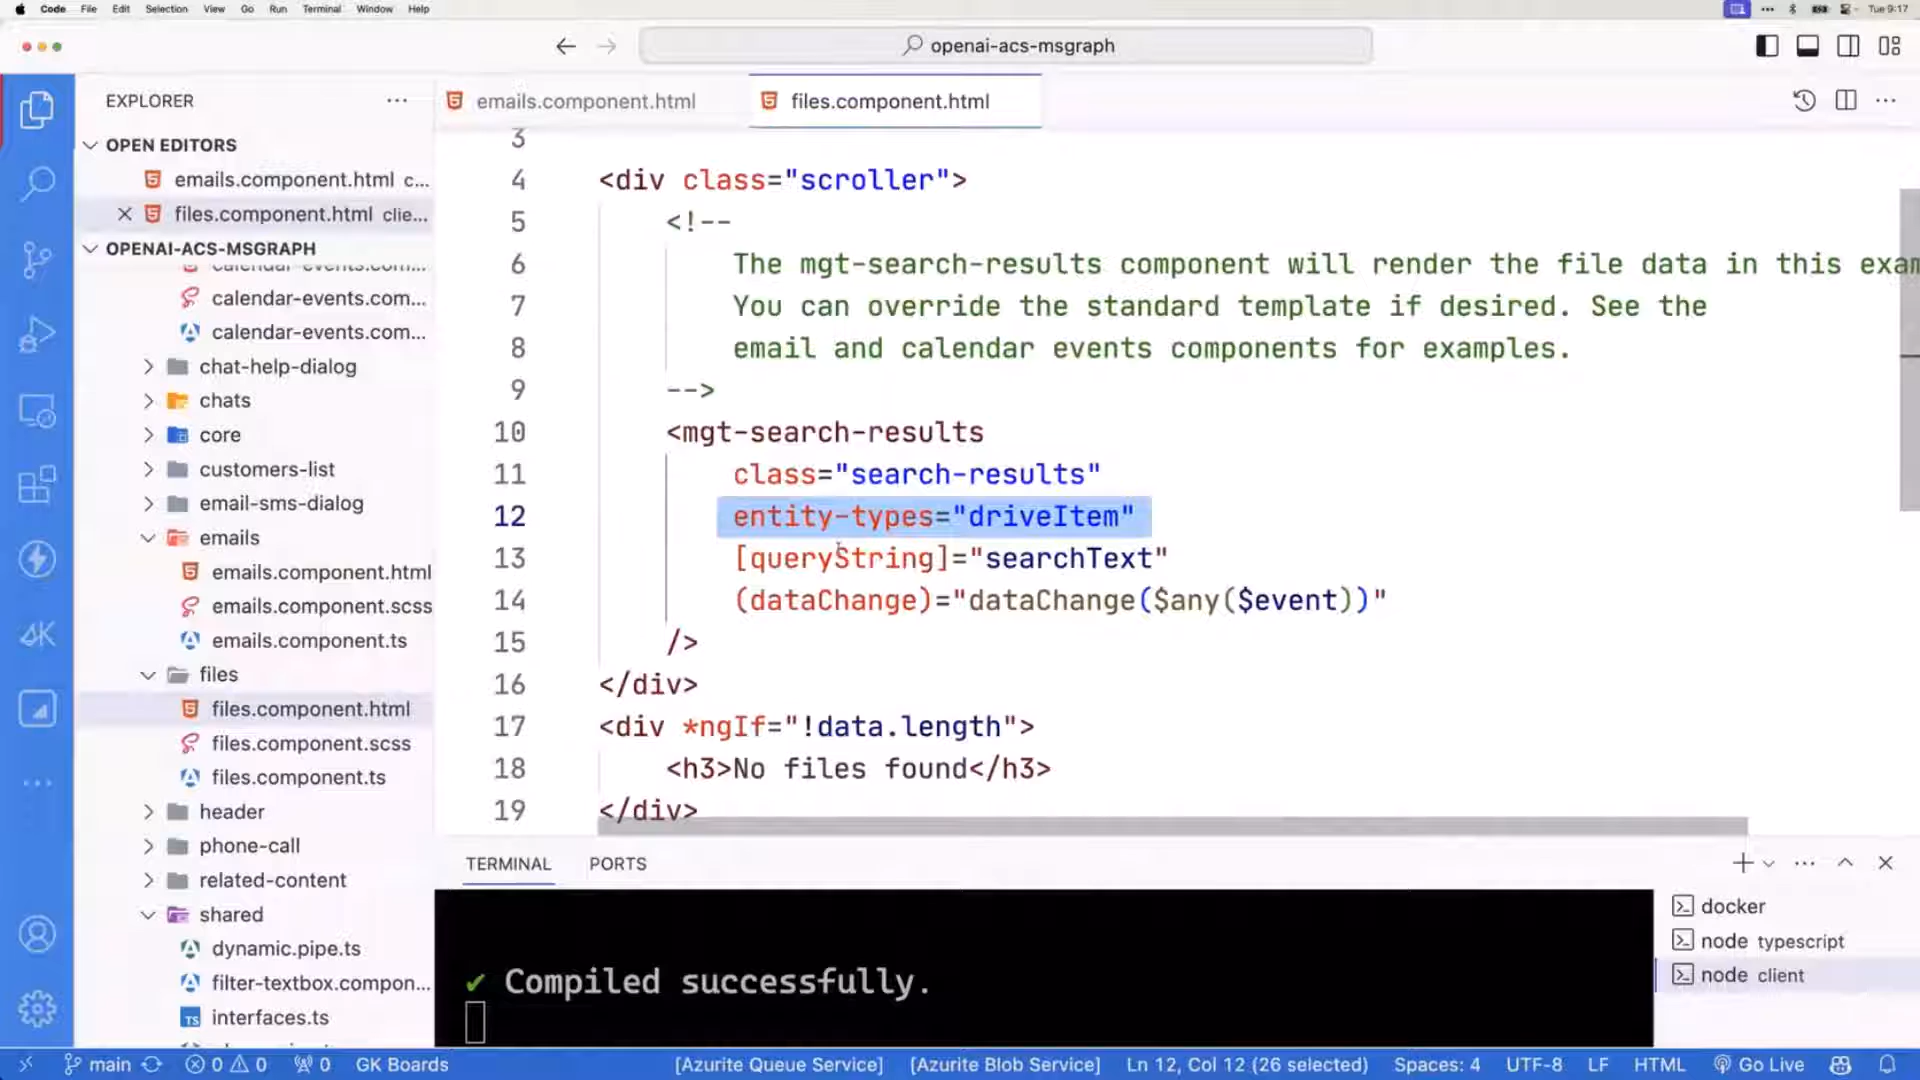 Code File Edit Selection View Go Run Terminal Window Help
Tue 9:17
openai-acs-msgraph
EXPLORER
OPEN EDITORS
emails.component.html c...
files.component.html clie...
OPENAI-ACS-MSGRAPH
calendar-events.com...
calendar-events.com...
calendar-events.com...
chat-help-dialog
chats
core
customers-list
email-sms-dialog
emails
emails.component.html
emails.component.scss
emails.component.ts
files
files.component.html
files.component.scss
files.component.ts
header
phone-call
related-content
shared
dynamic.pipe.ts
filter-textbox.compon...
TS interfaces.ts
emails.component.html
files.component.html
3
4 <div class="scroller">
5 <!--
6 The mgt-search-results component will render the file data in this exam
7 You can override the standard template if desired. See the
8 email and calendar events components for examples.
9 -->
10 <mgt-search-results
11 class="search-results"
12 entity-types="driveItem"
13 [queryString]="searchText"
14 (dataChange)="dataChange($any($event))"
15 />
16 </div>
17 <div *ngIf="!data.length">
18 <h3>No files found</h3>
19 </div>
TERMINAL PORTS
✔ Compiled successfully.
docker
node typescript
node client
main 0 0 0 GK Boards [Azurite Queue Service] [Azurite Blob Service] Ln 12, Col 12 (26 selected) Spaces: 4 UTF-8 LF HTML Go Live